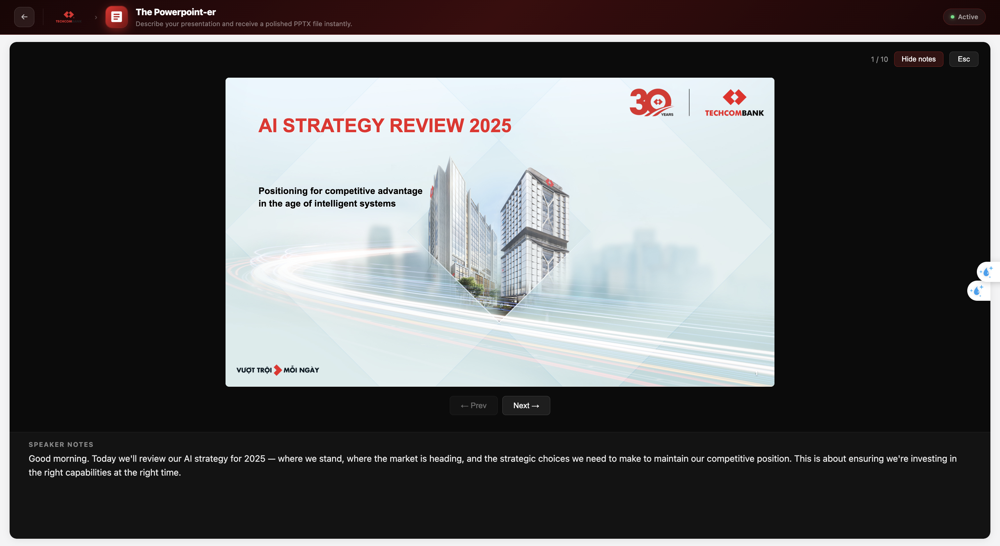 TECHCOMBANK
The Powerpoint-er
Describe your presentation and receive a polished PPTX file instantly.
Active
1 / 10
Hide notes
Esc
30 YEARS
TECHCOMBANK
AI STRATEGY REVIEW 2025
Positioning for competitive advantage
in the age of intelligent systems
VƯỢT TRỘI MỖI NGÀY
1
← Prev
Next →
SPEAKER NOTES
Good morning. Today we'll review our AI strategy for 2025 — where we stand, where the market is heading, and the strategic choices we need to make to maintain our competitive position. This is about ensuring we're investing in
the right capabilities at the right time.